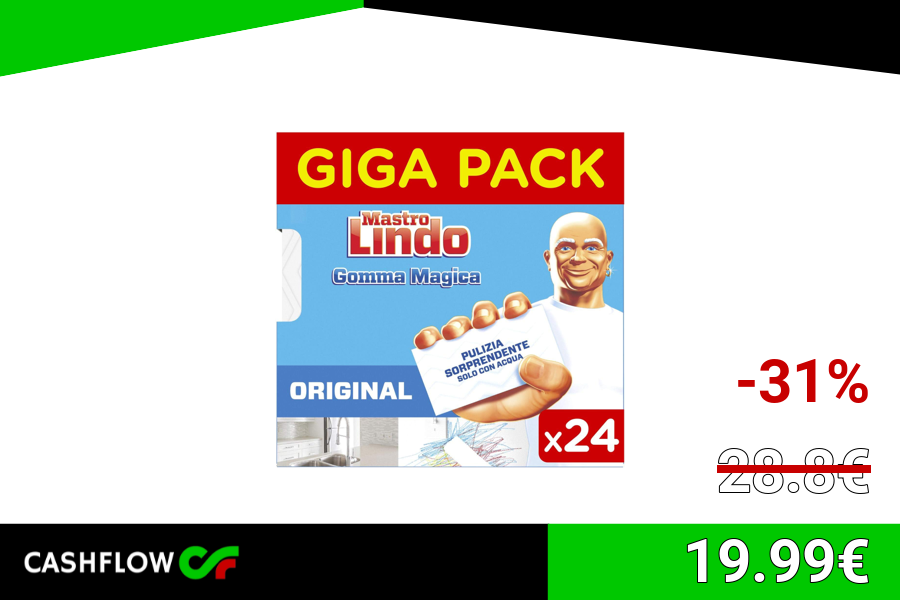 GIGA PACK
Mastro
Lindo
Gomma Magica
PULIZIA
SORPRENDENTE
SOLO CON ACQUA
ORIGINAL
x24
-31%
28.8€
CASHFLOW
19.99€